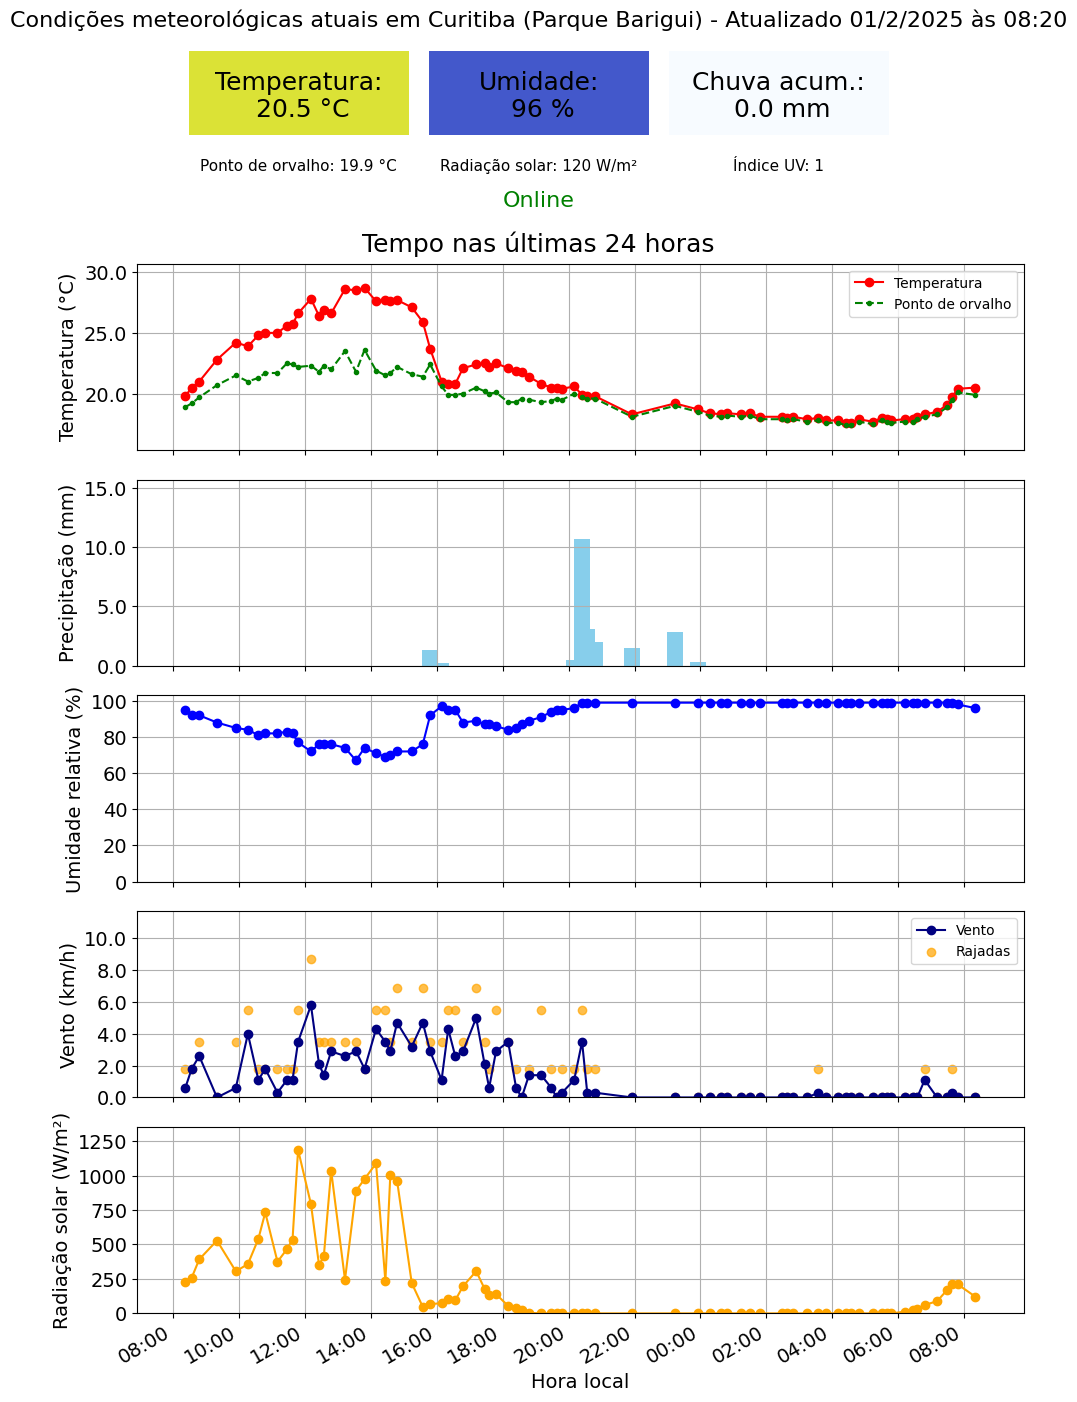 Condições meteorológicas atuais em Curitiba (Parque Barigui) - Atualizado 01/2/2025 às 08:20
Temperatura:
20.5 °C
Umidade:
96 %
Chuva acum.:
0.0 mm
Ponto de orvalho: 19.9 °C
Radiação solar: 120 W/m²
Índice UV: 1
Online
Tempo nas últimas 24 horas
Temperatura (°C)
30.0
25.0
20.0
Temperatura
Ponto de orvalho
Precipitação (mm)
15.0
10.0
5.0
0.0
Umidade relativa (%)
100
80
60
40
20
0
Vento (km/h)
10.0
8.0
6.0
4.0
2.0
0.0
Vento
Rajadas
Radiação solar (W/m²)
1250
1000
750
500
250
0
08:00
10:00
12:00
14:00
16:00
18:00
20:00
22:00
00:00
02:00
04:00
06:00
08:00
Hora local